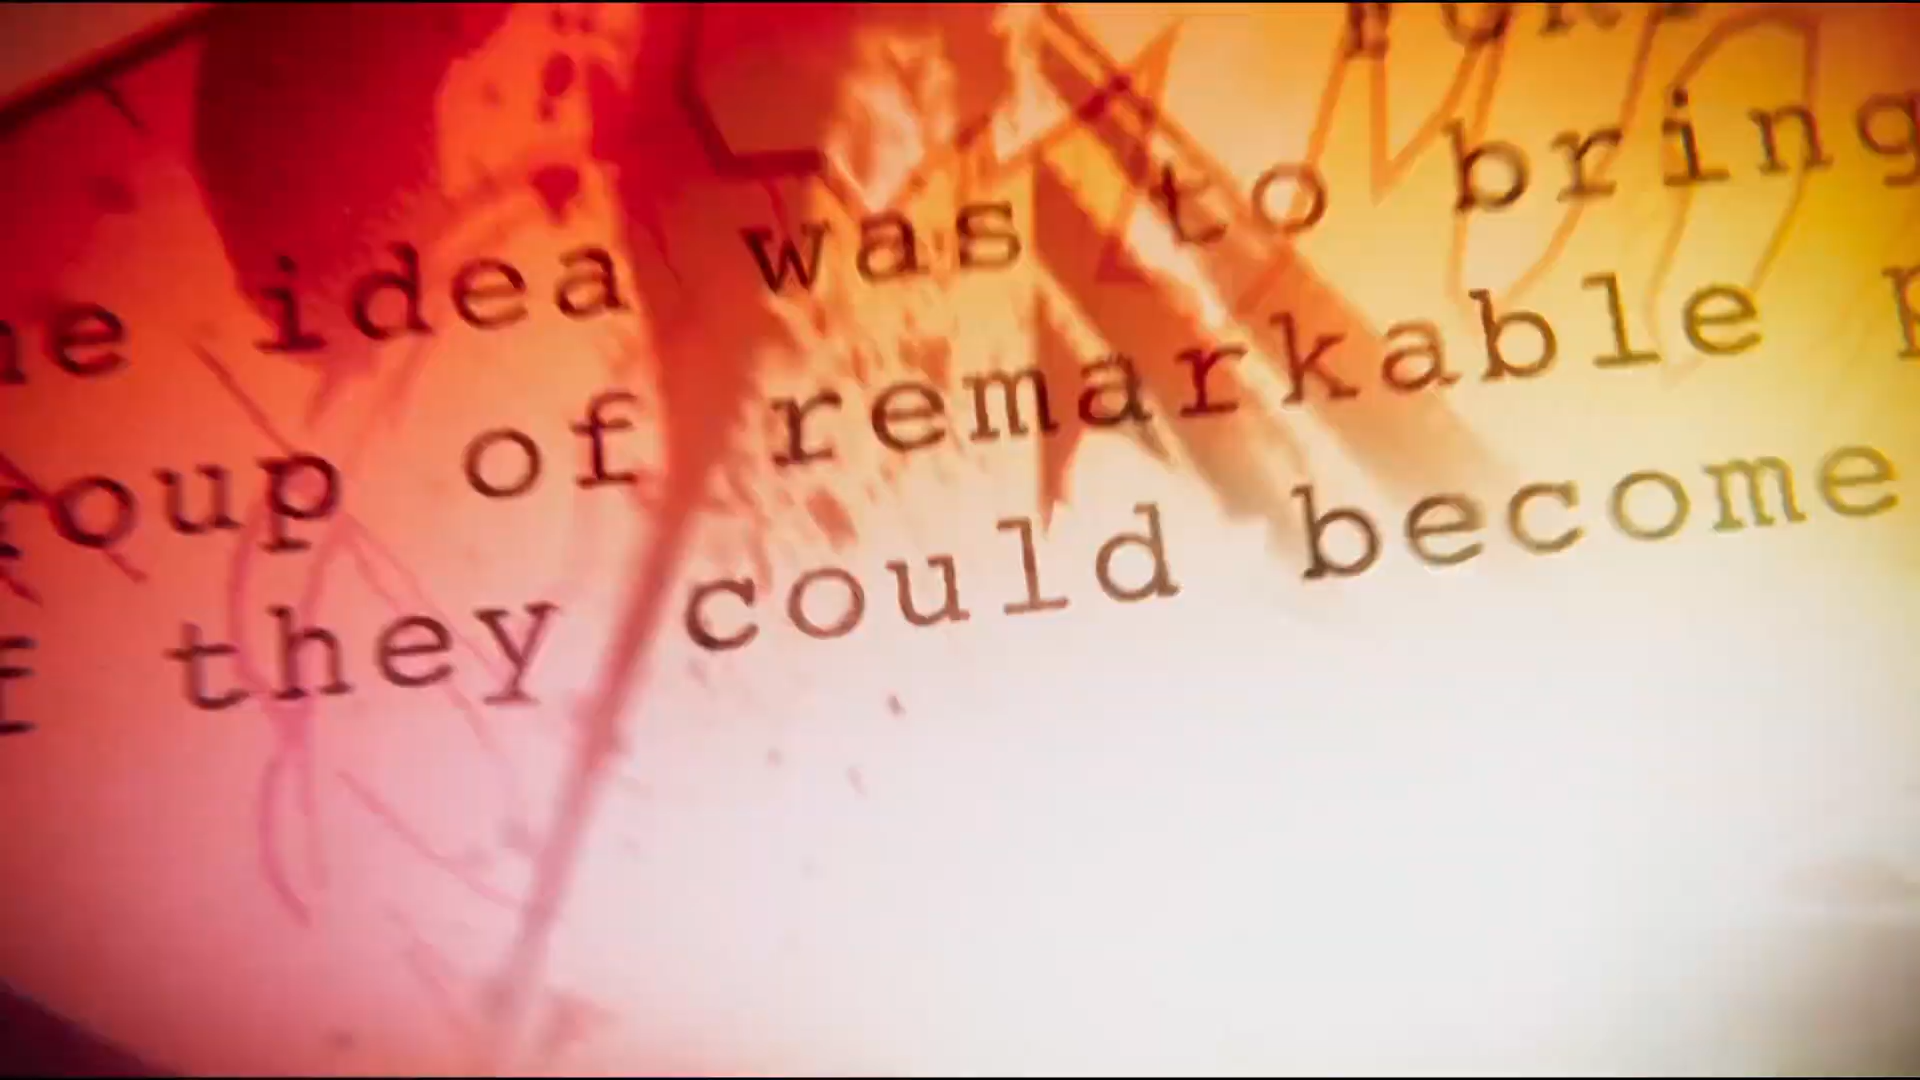 idea was to bring
of remarkable
they could become